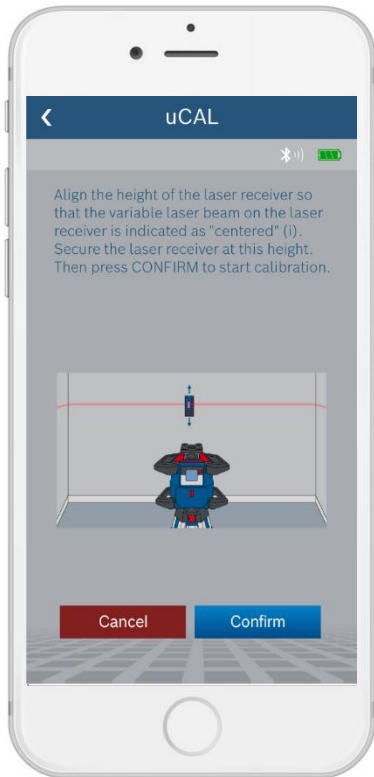 uCAL
Align the height of the laser receiver so
that the variable laser beam on the laser
receiver is indicated as "centered" (i).
Secure the laser receiver at this height.
Then press CONFIRM to start calibration.
Cancel
Confirm